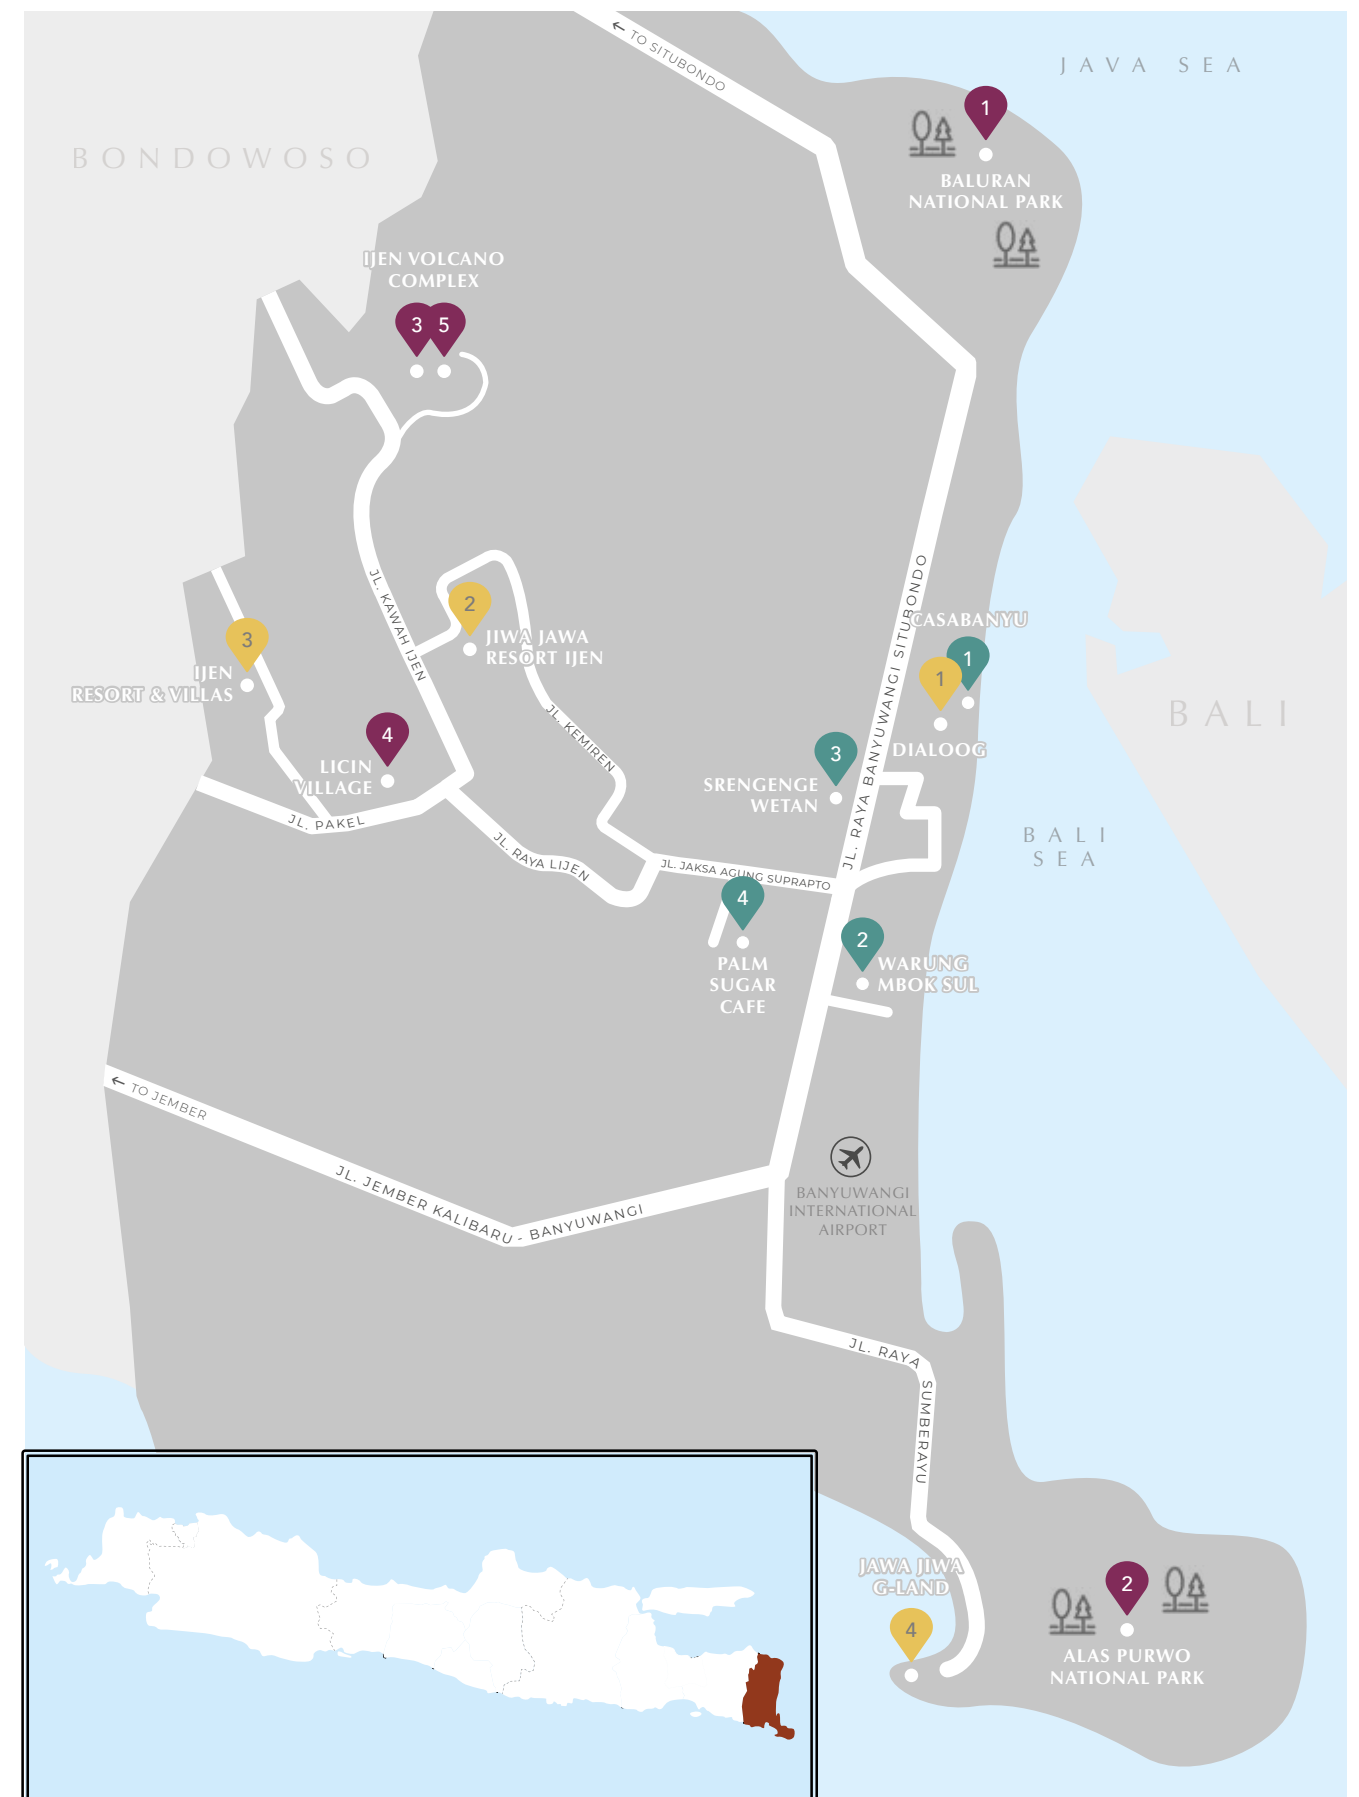 ← TO SITUBONDO
JAVA SEA
BONDOWOSO
1
BALURAN
NATIONAL PARK
IJEN VOLCANO
COMPLEX
3
5
JL. KAWAH IJEN
2
JIWA JAWA
RESORT IJEN
JL. RAYA BANYUWANGI SITUBONDO
CASABANYU
1
1
DIALOOG
3
IJEN
RESORT & VILLAS
BALI
4
LICIN
VILLAGE
JL. KEMIREN
3
SRENGENGE
WETAN
JL. PAKEL
JL. RAYA LIJEN
JL. JAKSA AGUNG SUPRAPTO
BALI
SEA
4
PALM
SUGAR
CAFE
2
WARUNG
MBOK SUL
← TO JEMBER
JL. JEMBER KALIBARU - BANYUWANGI
BANYUWANGI
INTERNATIONAL
AIRPORT
JL. RAYA
SUMBERAYU
JAWA JIWA
G-LAND
4
2
ALAS PURWO
NATIONAL PARK